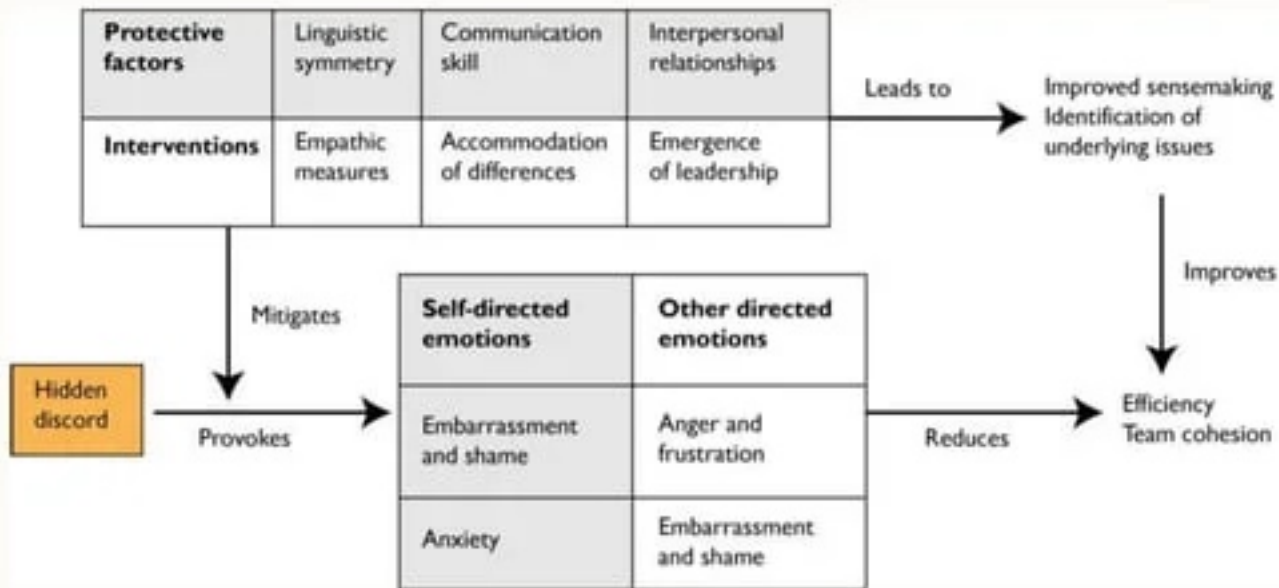 Protective
factors
Linguistic
symmetry
Communication
skill
Interpersonal
relationships
Interventions
Empathic
measures
Accommodation
of differences
Emergence
of leadership
Leads to
Improved sensemaking
Identification of
underlying issues
Mitigates
Improves
Hidden
discord
Provokes
Self-directed
emotions
Other directed
emotions
Embarrassment
and shame
Anger and
frustration
Anxiety
Embarrassment
and shame
Reduces
Efficiency
Team cohesion